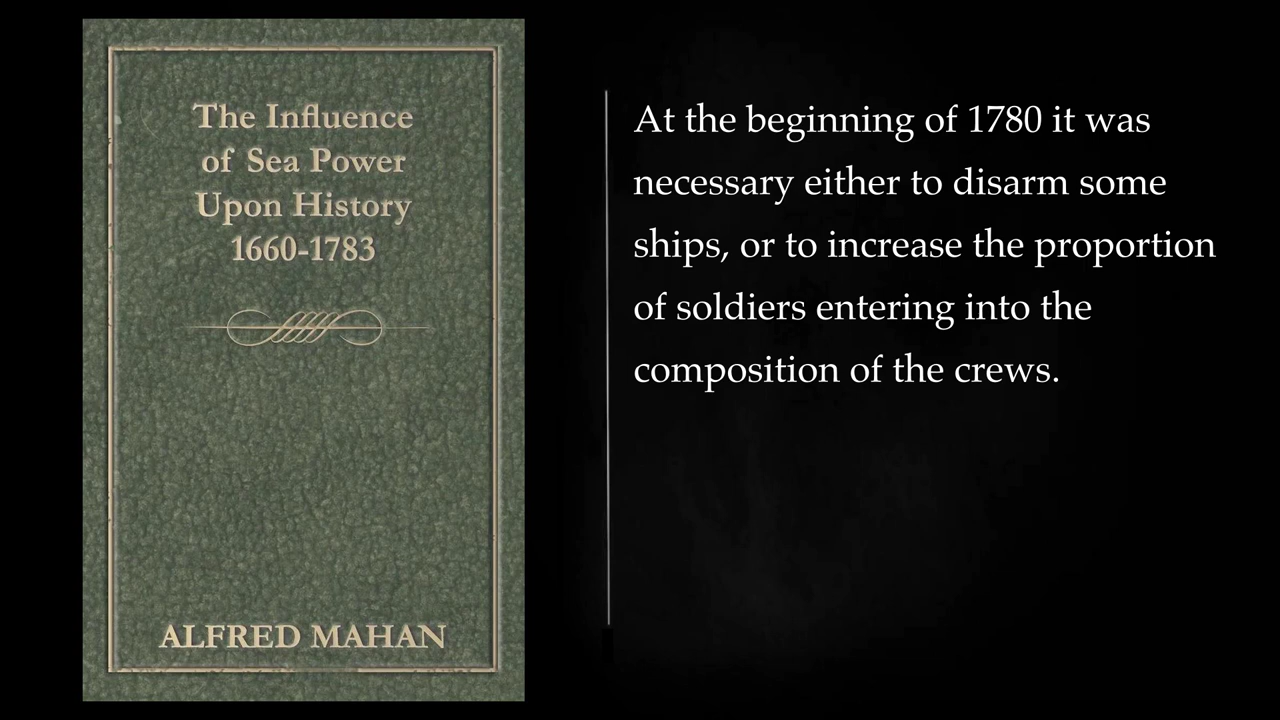 The Influence
of Sea Power
Upon History
1660-1783
ALFRED MAHAN
At the beginning of 1780 it was
necessary either to disarm some
ships, or to increase the proportion
of soldiers entering into the
composition of the crews.